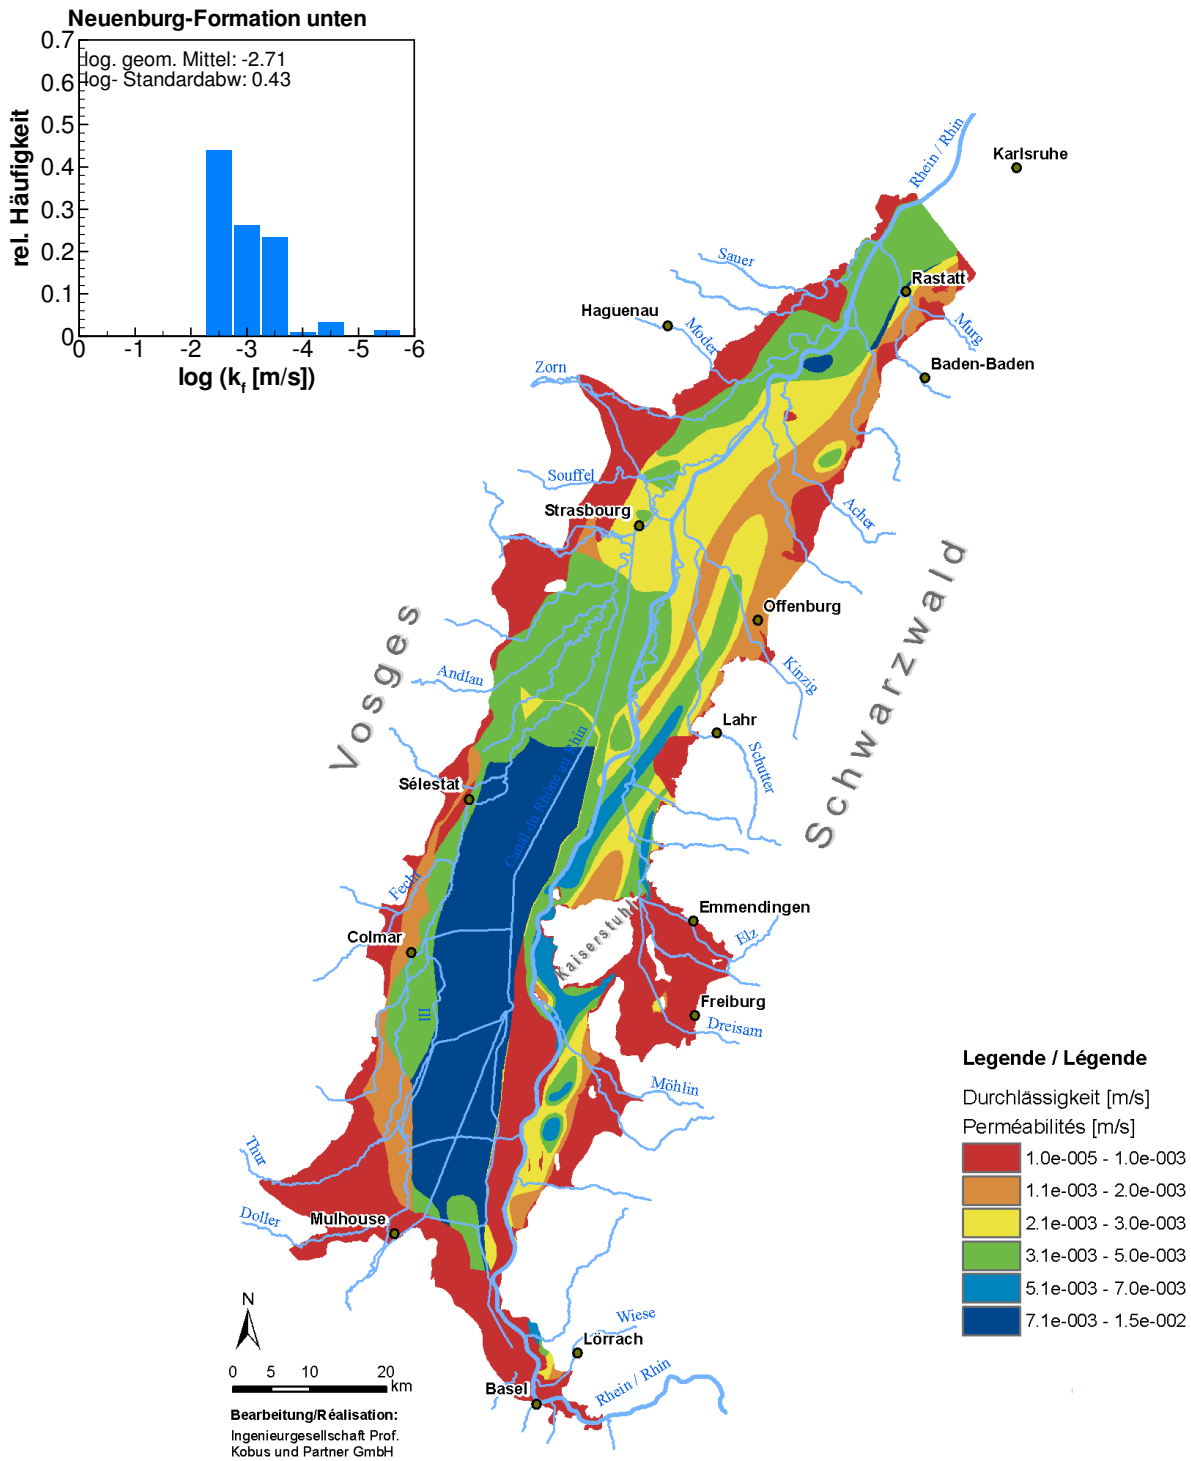 Neuenburg-Formation unten
log. geom. Mittel: -2.71
log- Standardabw: 0.43
rel. Häufigkeit
0.7
0.6
0.5
0.4
0.3
0.2
0.1
0
0 -1 -2 -3 -4 -5 -6
log (kf [m/s])
Rhein / Rhin
Karlsruhe
Sauer
Rastatt
Haguenau
Moder
Murg
Baden-Baden
Zorn
Souffel
Strasbourg
Acher
Vosges
Schwarzwald
Offenburg
Andlau
Kinzig
Lahr
Schutter
Canal du Rhône au Rhin
Sélestat
Fecht
Emmendingen
Elz
Colmar
Kaiserstuhl
Freiburg
Dreisam
Ill
Möhlin
Thur
Doller
Mulhouse
Wiese
Lörrach
Basel
Rhein / Rhin
N
0 5 10 20
km
Bearbeitung/Réalisation:
Ingenieurgesellschaft Prof.
Kobus und Partner GmbH
Legende / Légende
Durchlässigkeit [m/s]
Perméabilités [m/s]
1.0e-005 - 1.0e-003
1.1e-003 - 2.0e-003
2.1e-003 - 3.0e-003
3.1e-003 - 5.0e-003
5.1e-003 - 7.0e-003
7.1e-003 - 1.5e-002